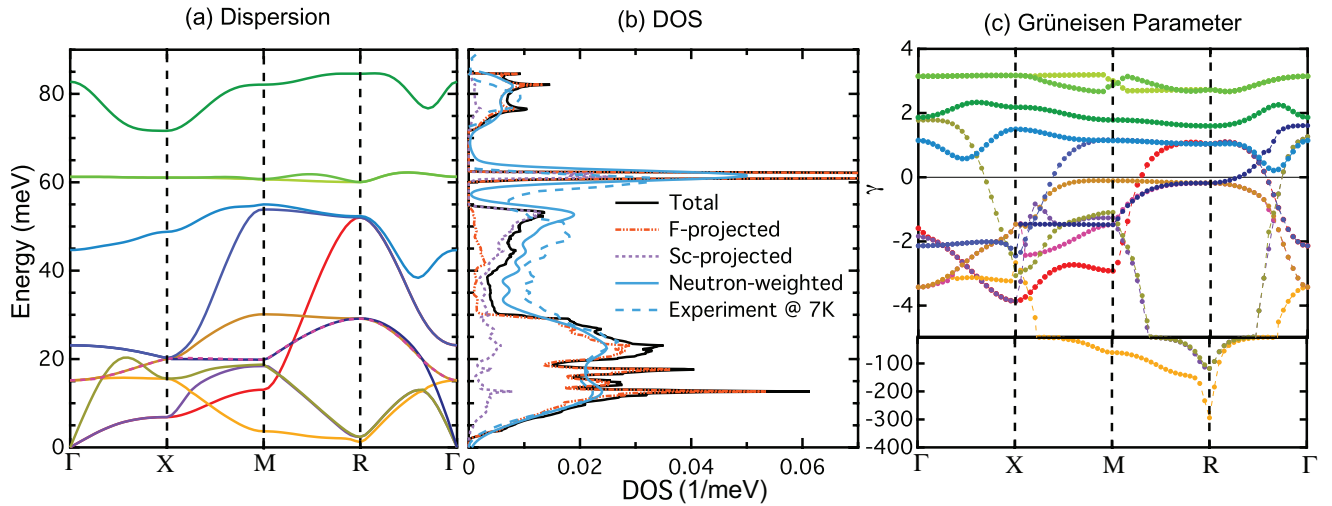 (a) Dispersion
(b) DOS
(c) Grüneisen Parameter
Energy (meV)
80
60
40
20
0
Γ X M R Γ
Total
F-projected
Sc-projected
Neutron-weighted
Experiment @ 7K
0 0.02 0.04 0.06
DOS (1/meV)
γ
4
2
0
-2
-4
-100
-200
-300
-400
Γ X M R Γ